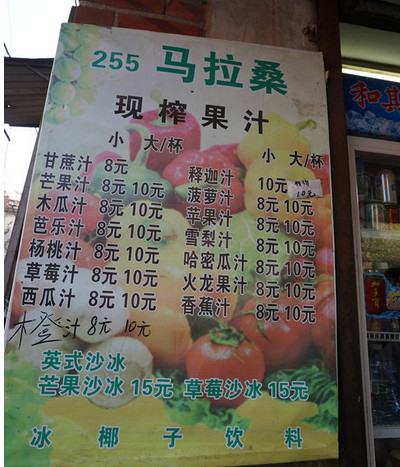 255 马拉桑
现榨果汁
小 大/杯
甘蔗汁 8元
芒果汁 8元 10元
木瓜汁 8元 10元
芭乐汁 8元 10元
杨桃汁 8元 10元
草莓汁 8元 10元
西瓜汁 8元 10元
橙汁 8元 10元
小 大/杯
释迦汁 10元
10元
菠萝汁 8元 10元
苹果汁 8元 10元
雪梨汁 8元 10元
哈密瓜汁 8元 10元
火龙果汁 8元 10元
香蕉汁 8元 10元
英式沙冰
芒果沙冰 15元 草莓沙冰 15元
冰椰子饮料
和其